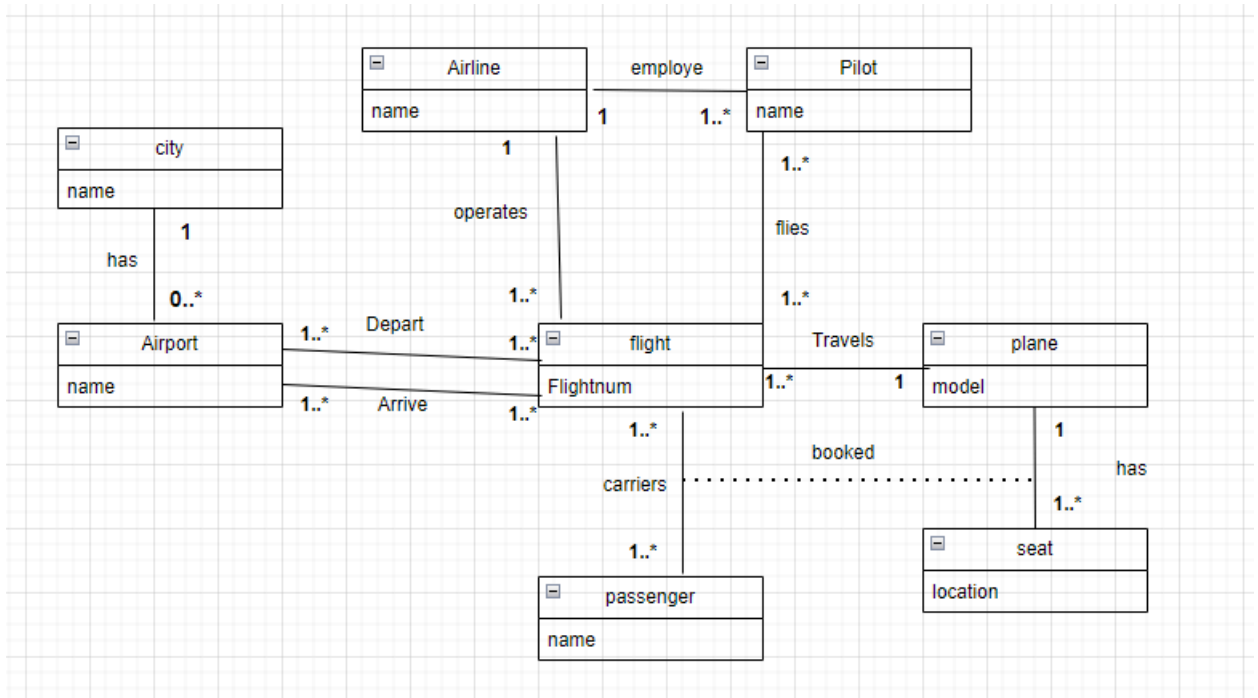 Airline
name
employe
1
1..*
Pilot
name
city
name
1
has
0..*
1
operates
1..*
1..*
flies
1..*
Airport
name
1..*
Depart
1..*
1..*
Arrive
1..*
flight
Flightnum
Travels
1..*
1
plane
model
1..*
carriers
1..*
booked
1
has
1..*
passenger
name
seat
location